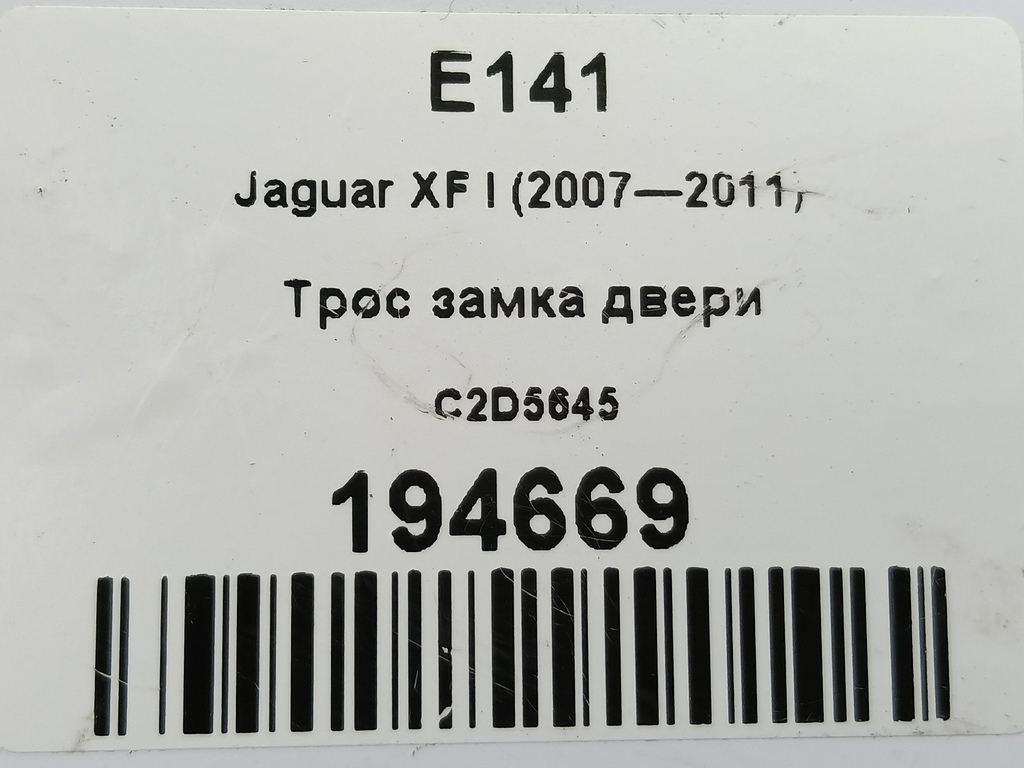 E141
Jaguar XF I (2007—2011)
Трос замка двери
C2D5645
194669